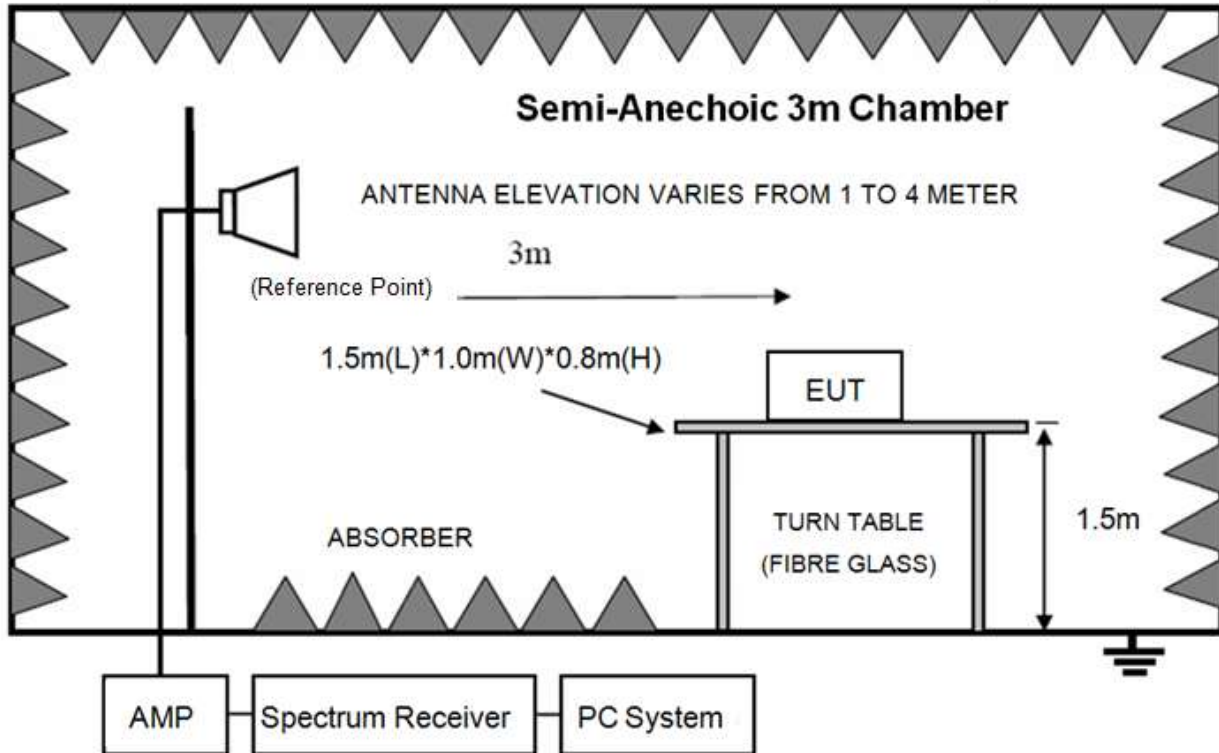 Semi-Anechoic 3m Chamber
ANTENNA ELEVATION VARIES FROM 1 TO 4 METER
3m
(Reference Point)
1.5m(L)*1.0m(W)*0.8m(H)
EUT
1.5m
TURN TABLE
(FIBRE GLASS)
ABSORBER
AMP
Spectrum Receiver
PC System